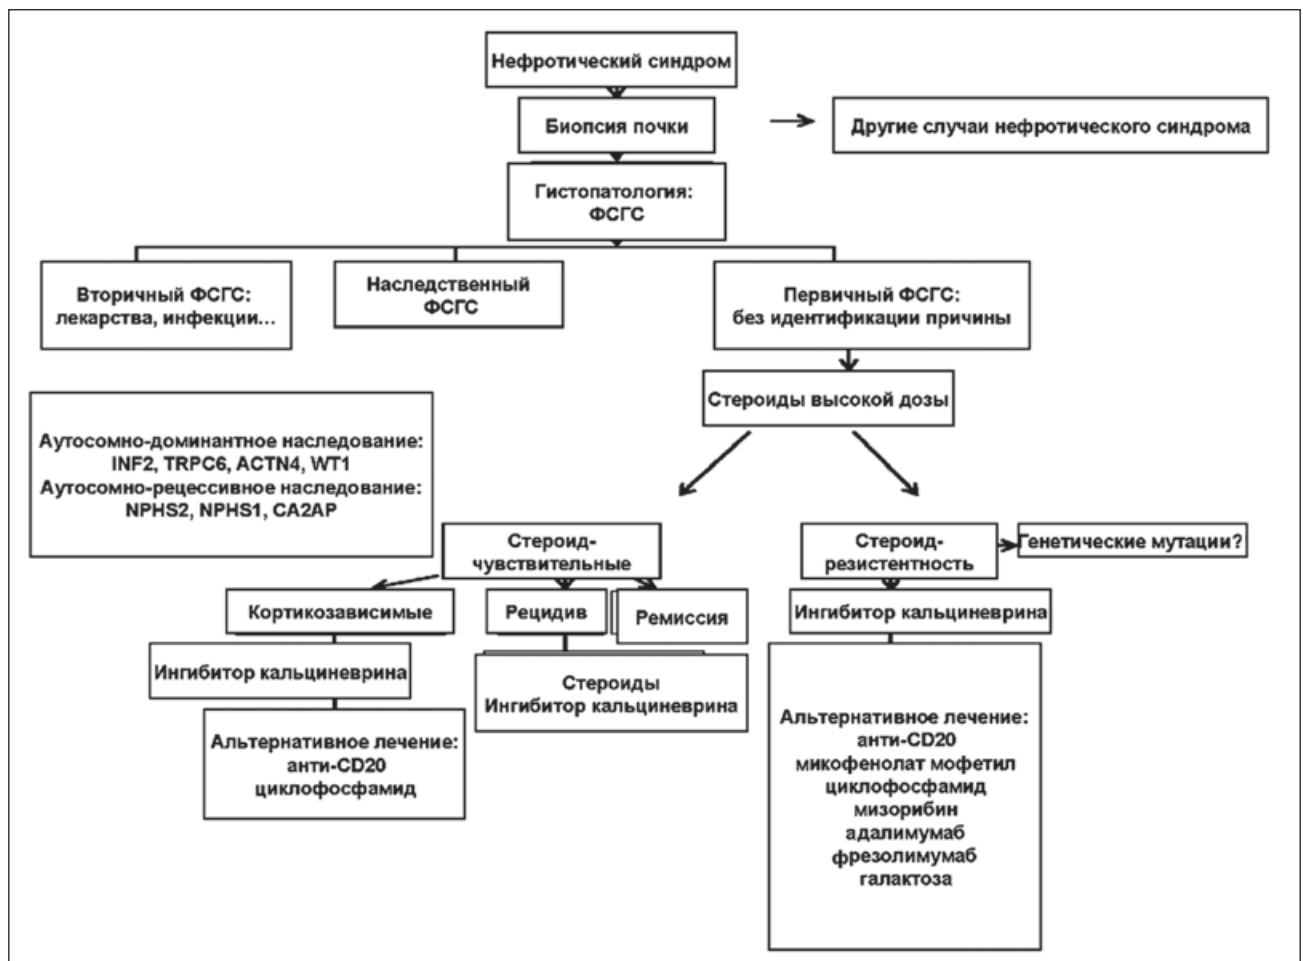 Нефротический синдром
Биопсия почки
Другие случаи нефротического синдрома
Гистопатология:
ФСГС
Вторичный ФСГС:
лекарства, инфекции...
Наследственный
ФСГС
Первичный ФСГС:
без идентификации причины
Стероиды высокой дозы
Аутосомно-доминантное наследование:
INF2, TRPC6, ACTN4, WT1
Аутосомно-рецессивное наследование:
NPHS2, NPHS1, CA2AP
Стероид-
чувствительные
Стероид-
резистентность
Генетические мутации?
Кортикозависимые
Рецидив
Ремиссия
Ингибитор кальциневрина
Ингибитор кальциневрина
Стероиды
Ингибитор кальциневрина
Альтернативное лечение:
анти-CD20
циклофосфамид
Альтернативное лечение:
анти-CD20
микофенолат мофетил
циклофосфамид
мизорибин
адалимумаб
фрезолимумаб
галактоза